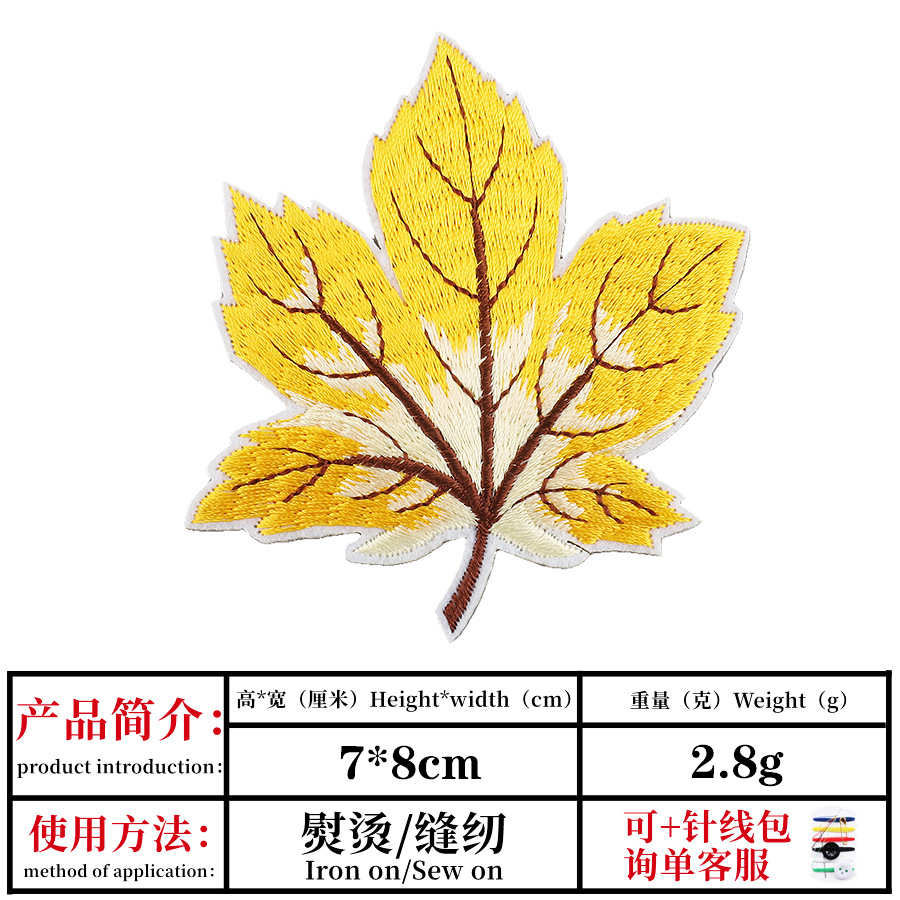 产品简介：
product introduction：
高*宽（厘米）Height*width（cm）
重量（克）Weight（g）
7*8cm
2.8g
使用方法：
method of application：
熨烫/缝纫
Iron on/Sew on
可+针线包
询单客服